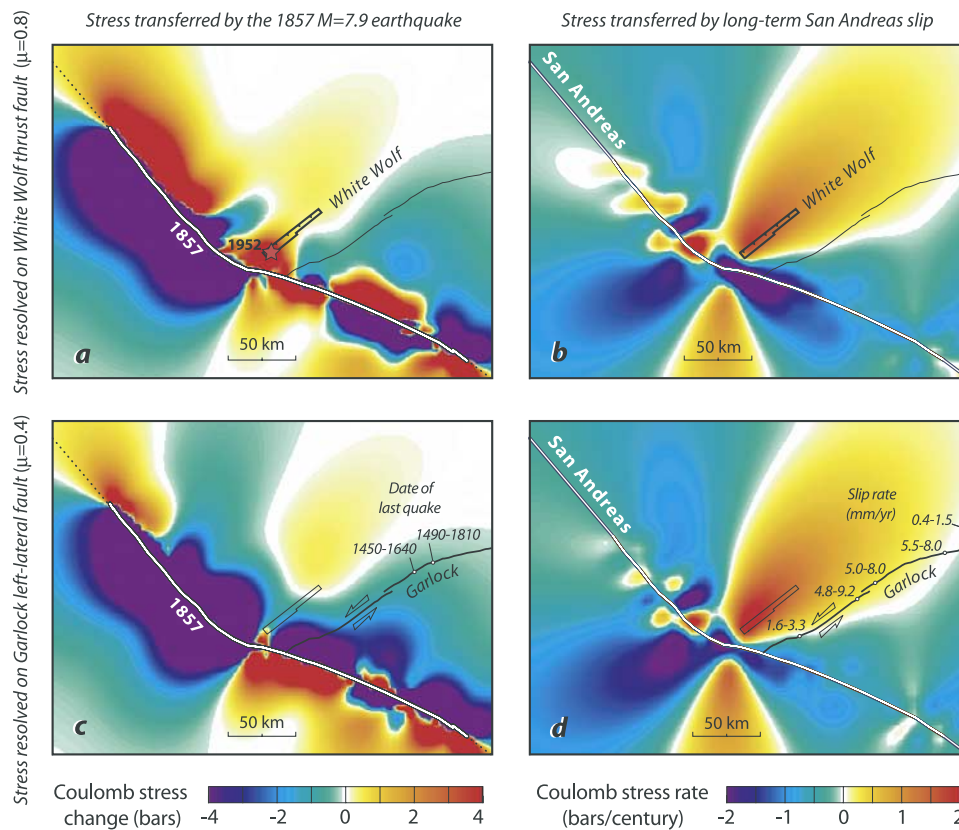 Stress transferred by the 1857 M=7.9 earthquake
Stress transferred by long-term San Andreas slip
Stress resolved on White Wolf thrust fault (μ=0.8)
1857
1952
White Wolf
50 km
a
San Andreas
White Wolf
50 km
b
Stress resolved on Garlock left-lateral fault (μ=0.4)
1857
Date of
last quake
1490-1810
1450-1640
Garlock
50 km
c
San Andreas
Slip rate
(mm/yr)
0.4-1.5
5.5-8.0
5.0-8.0
Garlock
4.8-9.2
1.6-3.3
50 km
d
Coulomb stress
change (bars)
-4 -2 0 2 4
Coulomb stress rate
(bars/century)
-2 -1 0 1 2